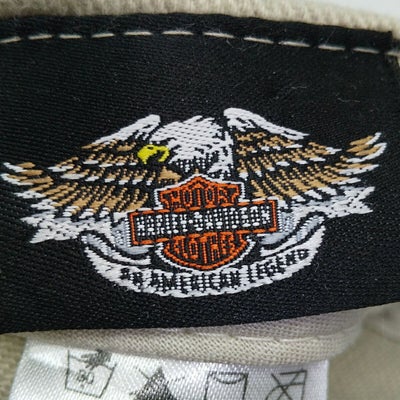 MOTOR
HARLEY-DAVIDSON
CYCLES
AN AMERICAN LEGEND